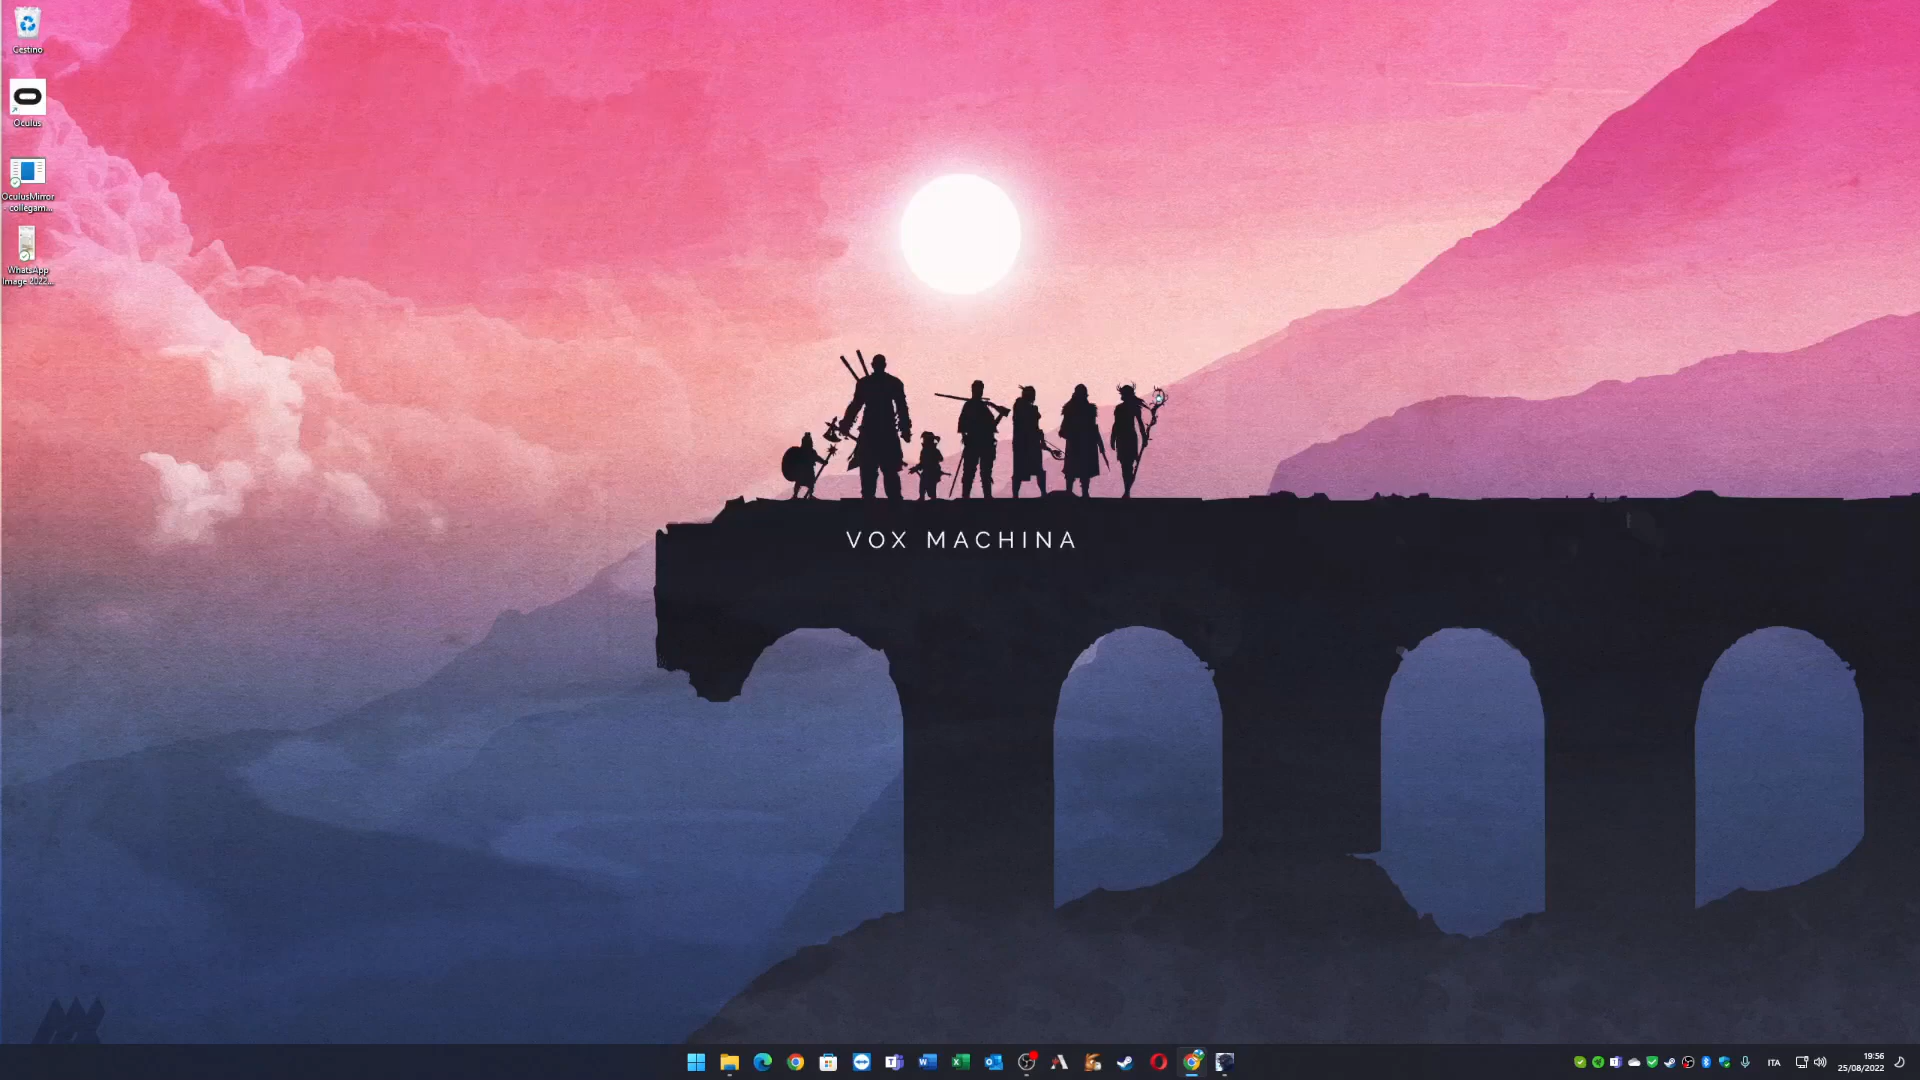 Cestino
Oculus
OculusMirror
- collegam...
WhatsApp
Image 2022...
VOX MACHINA
ITA
19:56
25/08/2022